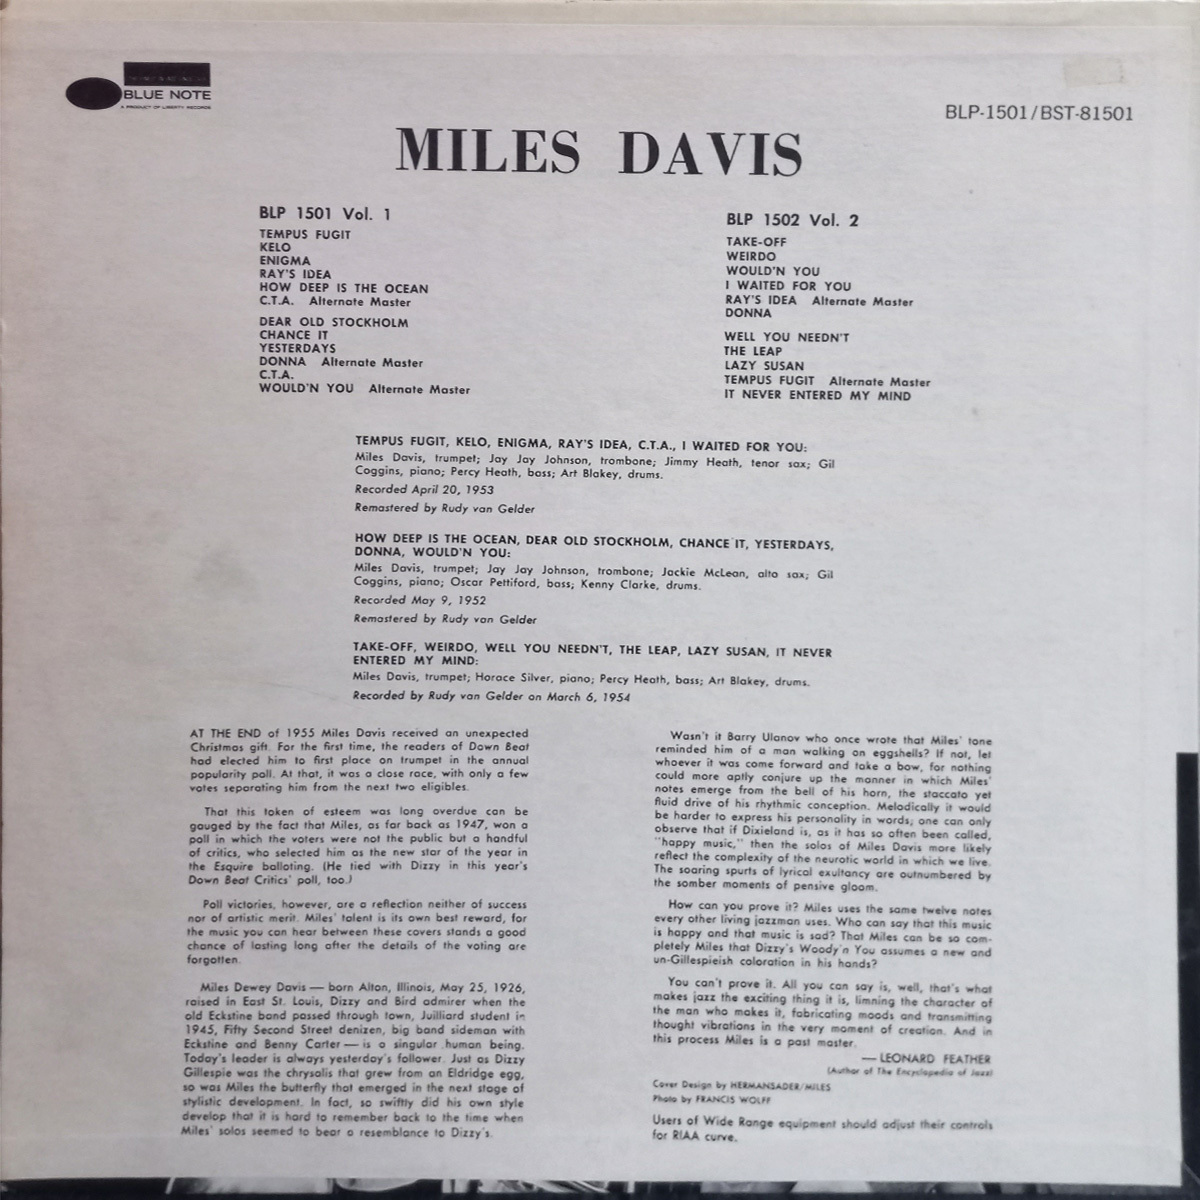 BLUE NOTE
A PRODUCT OF LIBERTY RECORDS
BLP-1501/BST-81501
MILES DAVIS
BLP 1501 Vol. 1
TEMPUS FUGIT
KELO
ENIGMA
RAY'S IDEA
HOW DEEP IS THE OCEAN
C.T.A. Alternate Master
DEAR OLD STOCKHOLM
CHANCE IT
YESTERDAYS
DONNA Alternate Master
C.T.A.
WOULD'N YOU Alternate Master
BLP 1502 Vol. 2
TAKE-OFF
WEIRDO
WOULD'N YOU
I WAITED FOR YOU
RAY'S IDEA Alternate Master
DONNA
WELL YOU NEEDN'T
THE LEAP
LAZY SUSAN
TEMPUS FUGIT Alternate Master
IT NEVER ENTERED MY MIND
TEMPUS FUGIT, KELO, ENIGMA, RAY'S IDEA, C.T.A., I WAITED FOR YOU:
Miles Davis, trumpet; Jay Jay Johnson, trombone; Jimmy Heath, tenor sax; Gil
Coggins, piano; Percy Heath, bass; Art Blakey, drums.
Recorded April 20, 1953
Remastered by Rudy van Gelder
HOW DEEP IS THE OCEAN, DEAR OLD STOCKHOLM, CHANCE IT, YESTERDAYS,
DONNA, WOULD'N YOU:
Miles Davis, trumpet; Jay Jay Johnson, trombone; Jackie McLean, alto sax; Gil
Coggins, piano; Oscar Pettiford, bass; Kenny Clarke, drums.
Recorded May 9, 1952
Remastered by Rudy van Gelder
TAKE-OFF, WEIRDO, WELL YOU NEEDN'T, THE LEAP, LAZY SUSAN, IT NEVER
ENTERED MY MIND:
Miles Davis, trumpet; Horace Silver, piano; Percy Heath, bass; Art Blakey, drums.
Recorded by Rudy van Gelder on March 6, 1954
AT THE END of 1955 Miles Davis received an unexpected
Christmas gift. For the first time, the readers of Down Beat
had elected him to first place on trumpet in the annual
popularity poll. At that, it was a close race, with only a few
votes separating him from the next two eligibles.
That this token of esteem was long overdue can be
gauged by the fact that Miles, as far back as 1947, won a
poll in which the voters were not the public but a handful
of critics, who selected him as the new star of the year in
the Esquire balloting. (He tied with Dizzy in this year's
Down Beat Critics' poll, too.)
Poll victories, however, are a reflection neither of success
nor of artistic merit. Miles' talent is its own best reward, for
the music you can hear between these covers stands a good
chance of lasting long after the details of the voting are
forgotten.
Miles Dewey Davis — born Alton, Illinois, May 25, 1926,
raised in East St. Louis, Dizzy and Bird admirer when the
old Eckstine band passed through town, Juilliard student in
1945, Fifty Second Street denizen, big band sideman with
Eckstine and Benny Carter — is a singular human being.
Today's leader is always yesterday's follower. Just as Dizzy
Gillespie was the chrysalis that grew from an Eldridge egg,
so was Miles the butterfly that emerged in the next stage of
stylistic development. In fact, so swiftly did his own style
develop that it is hard to remember back to the time when
Miles' solos seemed to bear a resemblance to Dizzy's.
Wasn't it Barry Ulanov who once wrote that Miles' tone
reminded him of a man walking on eggshells? If not, let
whoever it was come forward and take a bow, for nothing
could more aptly conjure up the manner in which Miles'
notes emerge from the bell of his horn, the staccato yet
fluid drive of his rhythmic conception. Melodically it would
be harder to express his personality in words; one can only
observe that if Dixieland is, as it has so often been called,
"happy music," then the solos of Miles Davis more likely
reflect the complexity of the neurotic world in which we live.
The soaring spurts of lyrical exultancy are outnumbered by
the somber moments of pensive gloom.
How can you prove it? Miles uses the same twelve notes
every other living jazzman uses. Who can say that this music
is happy and that music is sad? That Miles can be so com-
pletely Miles that Dizzy's Woody'n You assumes a new and
un-Gillespieish coloration in his hands?
You can't prove it. All you can say is, well, that's what
makes jazz the exciting thing it is, limning the character of
the man who makes it, fabricating moods and transmitting
thought vibrations in the very moment of creation. And in
this process Miles is a past master.
— LEONARD FEATHER
(Author of The Encyclopedia of Jazz)
Cover Design by HERMANSADER/MILES
Photo by FRANCIS WOLFF
Users of Wide Range equipment should adjust their controls
for RIAA curve.